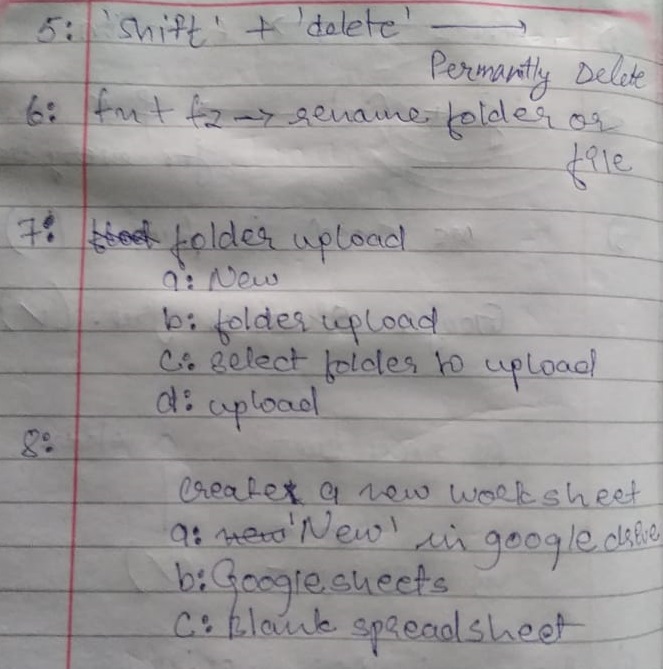 5: 'shift' + 'delete' →
Permantly Delete
6: fn + f2 → rename folder or
file
7: folder upload
a: New
b: folder upload
c: select folder to upload
d: upload
8:
Create a new worksheet
a: new 'New' in google drive
b: Google sheets
c: blank spreadsheet